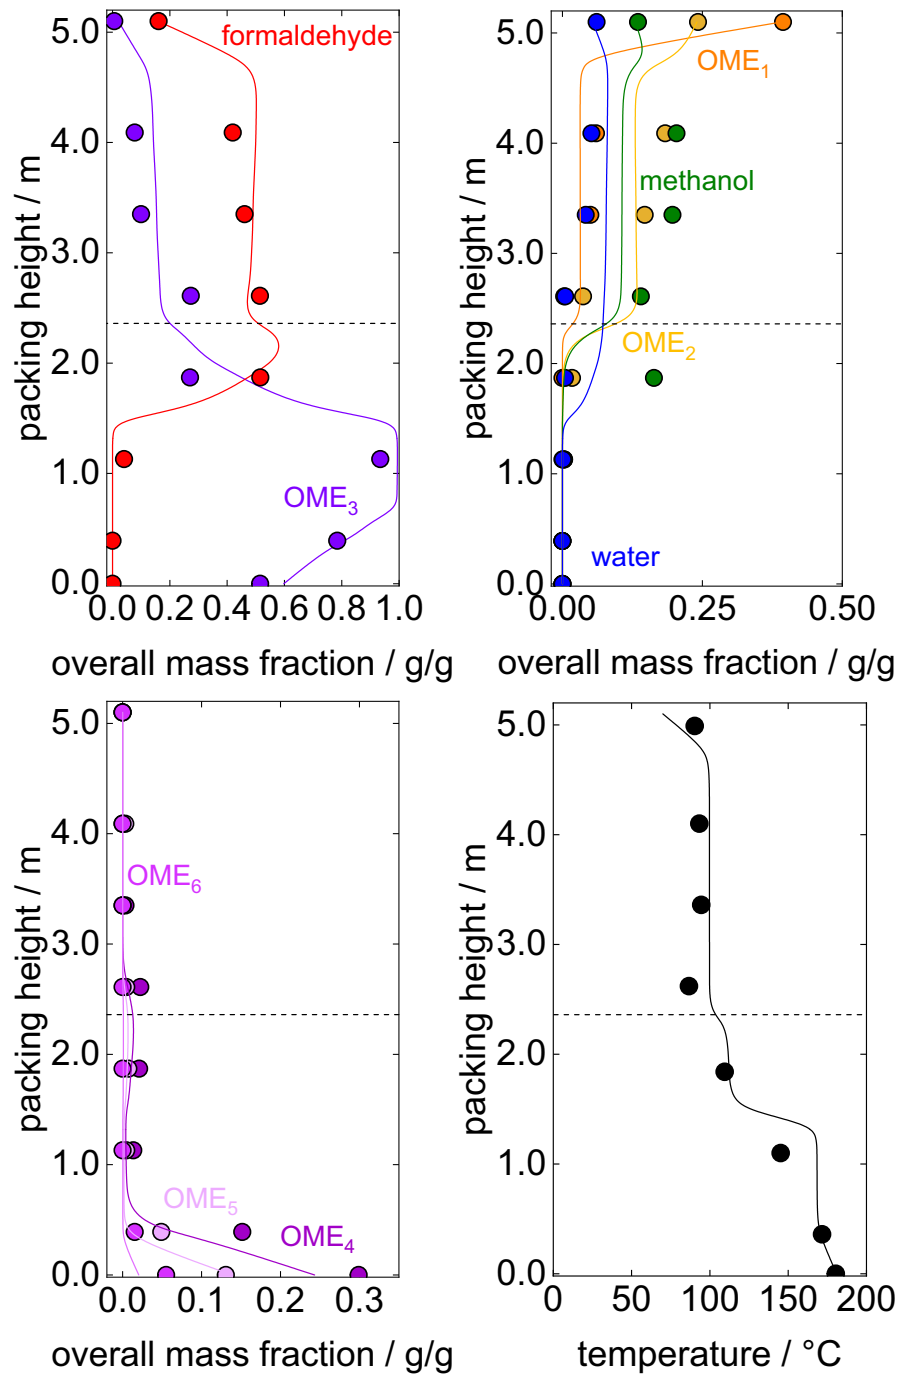 5.0
4.0
3.0
2.0
1.0
0.0
packing height / m
formaldehyde
OME3
0.0 0.2 0.4 0.6 0.8 1.0
overall mass fraction / g/g
5.0
4.0
3.0
2.0
1.0
0.0
packing height / m
OME1
methanol
OME2
water
0.00 0.25 0.50
overall mass fraction / g/g
5.0
4.0
3.0
2.0
1.0
0.0
packing height / m
OME6
OME5
OME4
0.0 0.1 0.2 0.3
overall mass fraction / g/g
5.0
4.0
3.0
2.0
1.0
0.0
packing height / m
0 50 100 150 200
temperature / °C